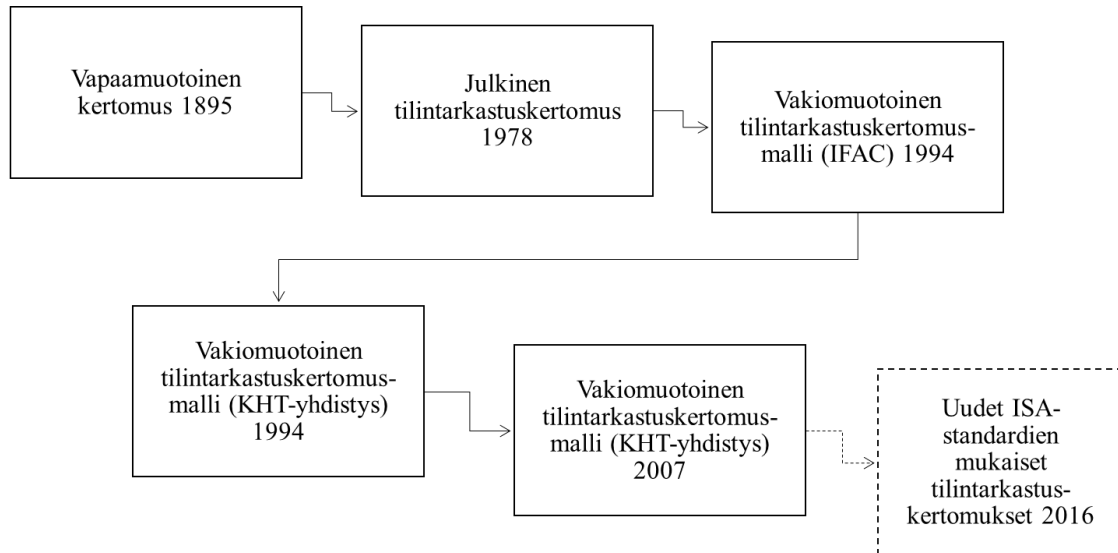 Vapaamuotoinen
kertomus 1895
Julkinen
tilintarkastuskertomus
1978
Vakiomuotoinen
tilintarkastuskertomus-
malli (IFAC) 1994
Vakiomuotoinen
tilintarkastuskertomus-
malli (KHT-yhdistys)
1994
Vakiomuotoinen
tilintarkastuskertomus-
malli (KHT-yhdistys)
2007
Uudet ISA-
standardien
mukaiset
tilintarkastus-
kertomukset 2016